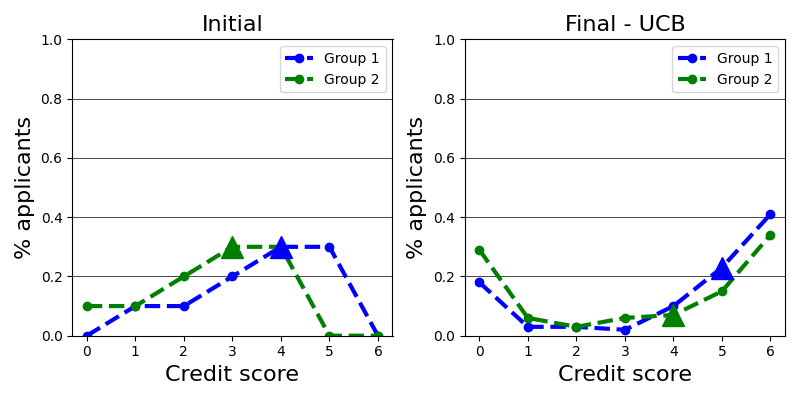 Initial
Final - UCB
% applicants
1.0
0.8
0.6
0.4
0.2
0.0
Group 1
Group 2
0 1 2 3 4 5 6
Credit score
% applicants
1.0
0.8
0.6
0.4
0.2
0.0
Group 1
Group 2
0 1 2 3 4 5 6
Credit score